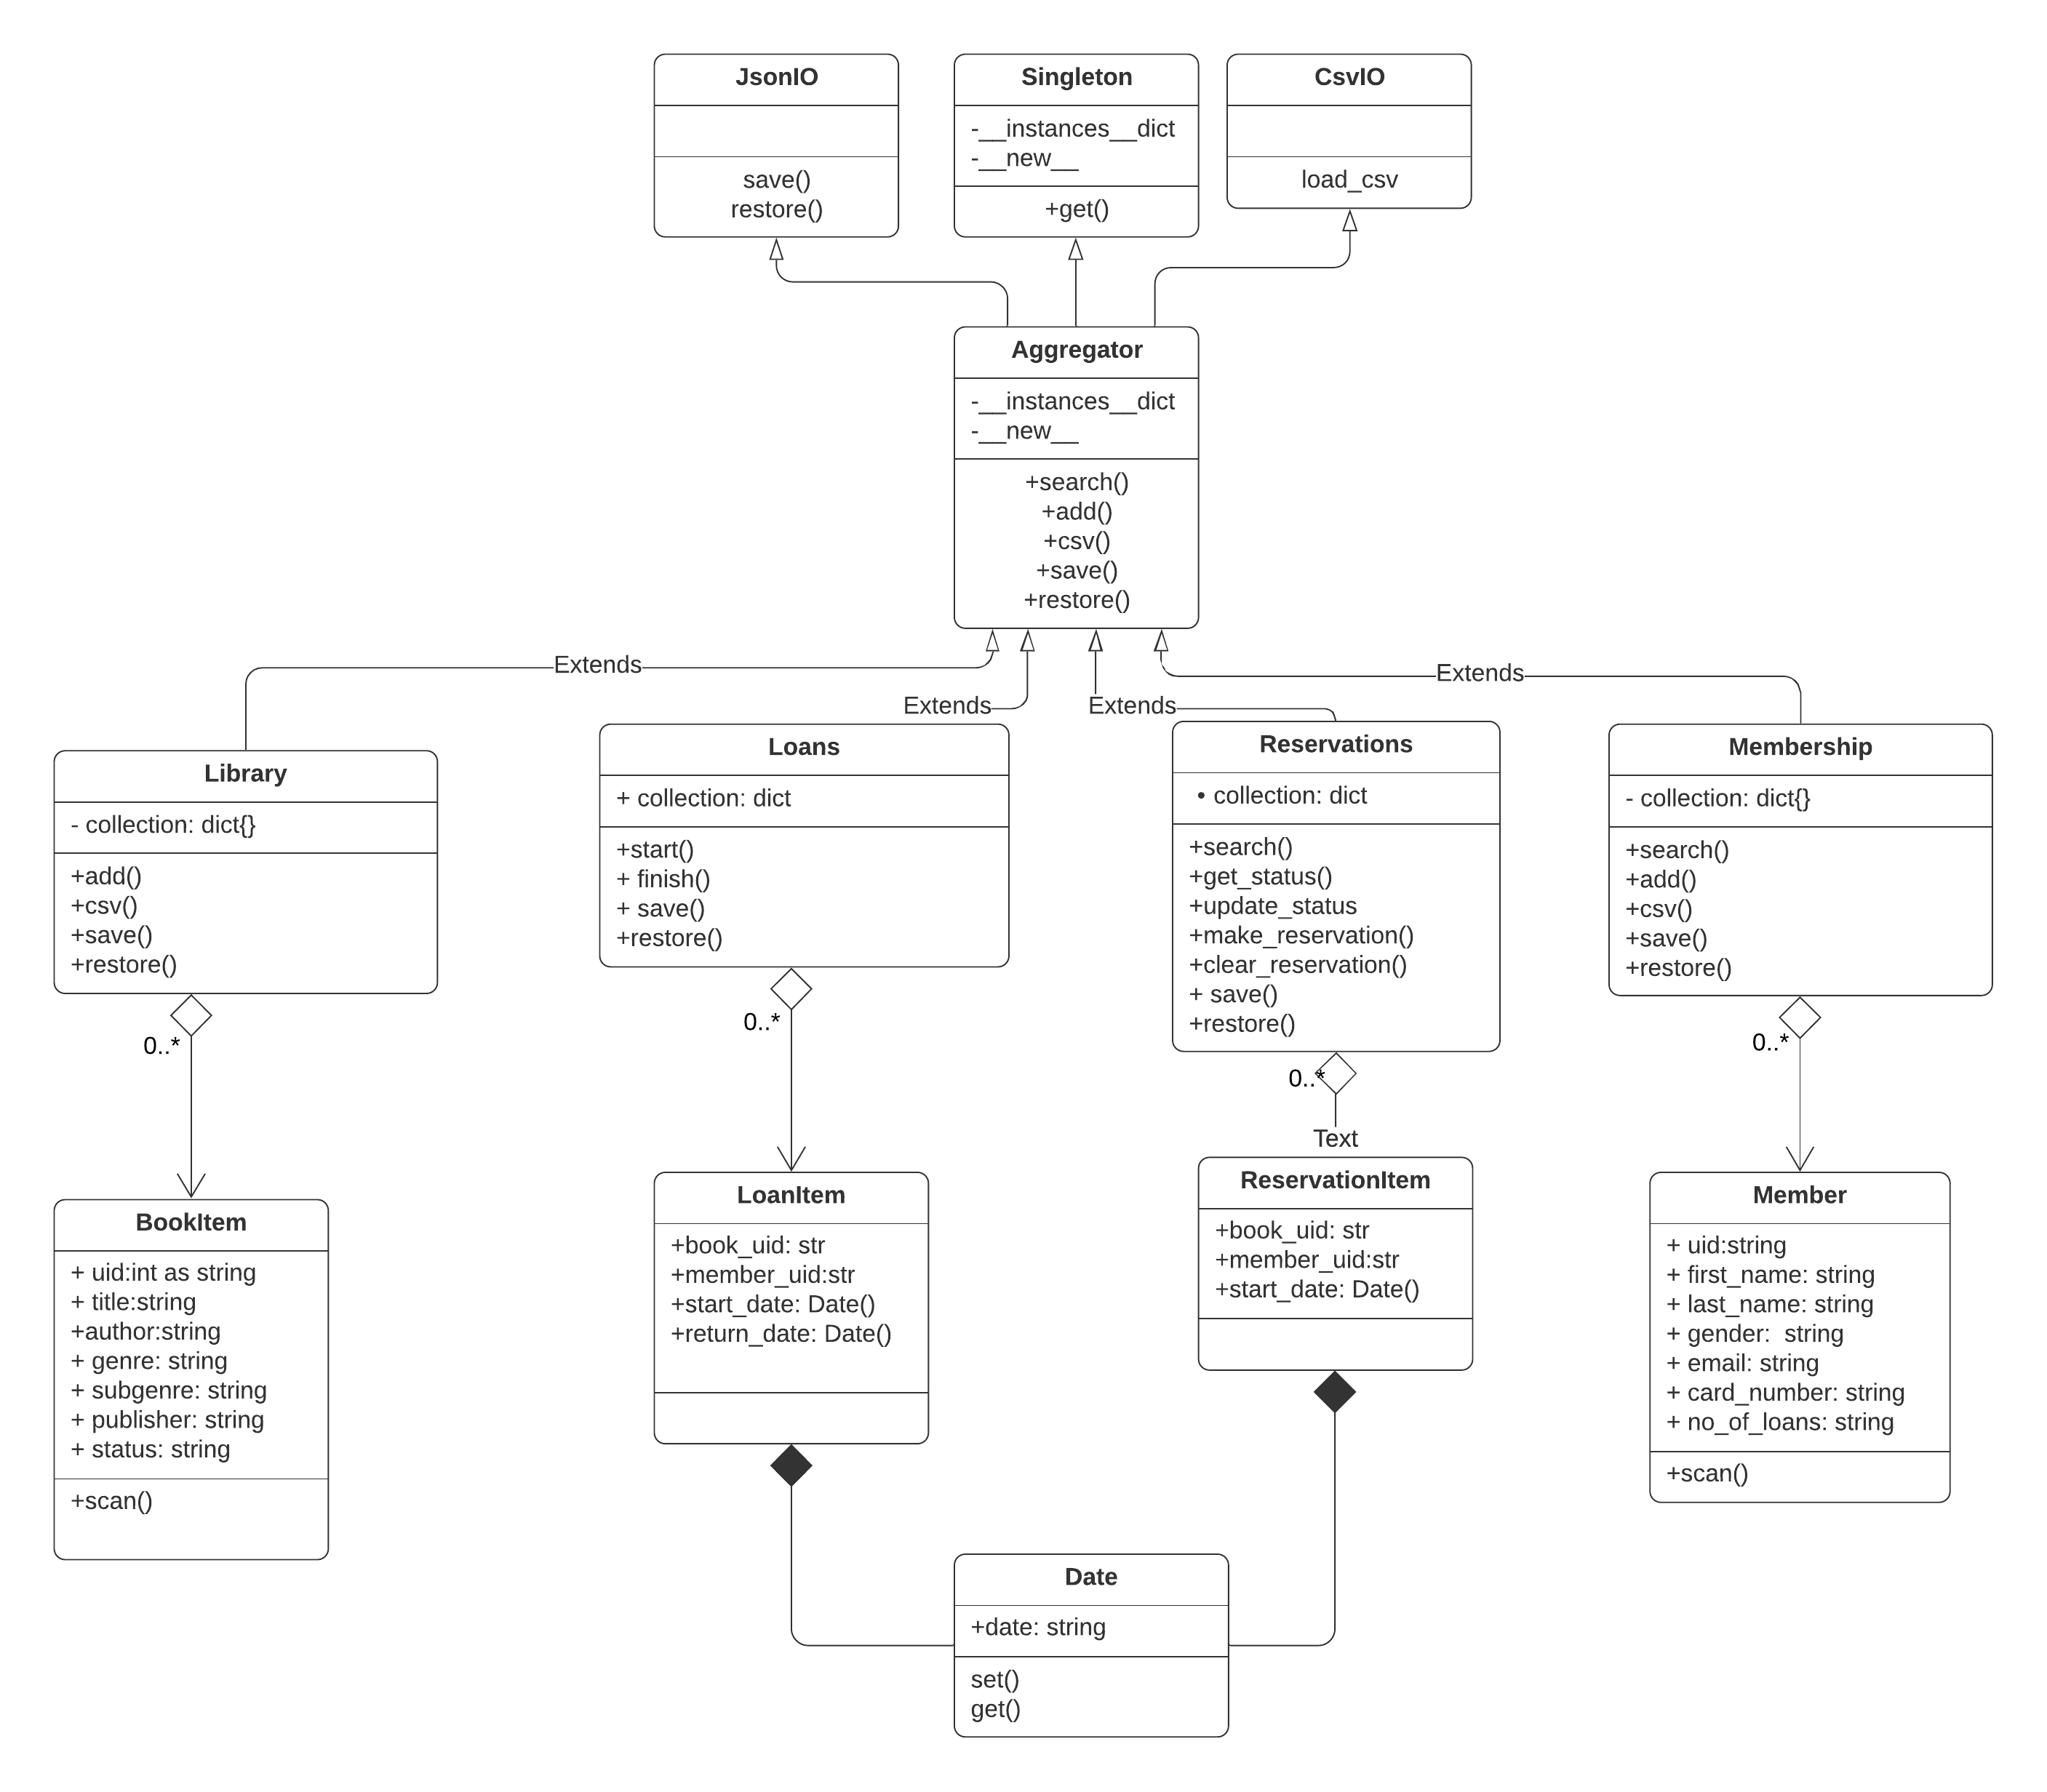 JsonIO
save()
restore()
Singleton
-__instances__dict
-__new__
+get()
CsvIO
load_csv
Aggregator
-__instances__dict
-__new__
+search()
+add()
+csv()
+save()
+restore()
Extends
Extends
Extends
Extends
Library
- collection: dict{}
+add()
+csv()
+save()
+restore()
0..*
Loans
+ collection: dict
+start()
+ finish()
+ save()
+restore()
0..*
Reservations
• collection: dict
+search()
+get_status()
+update_status
+make_reservation()
+clear_reservation()
+ save()
+restore()
0..*
Text
Membership
- collection: dict{}
+search()
+add()
+csv()
+save()
+restore()
0..*
BookItem
+ uid:int as string
+ title:string
+author:string
+ genre: string
+ subgenre: string
+ publisher: string
+ status: string
+scan()
LoanItem
+book_uid: str
+member_uid:str
+start_date: Date()
+return_date: Date()
ReservationItem
+book_uid: str
+member_uid:str
+start_date: Date()
Member
+ uid:string
+ first_name: string
+ last_name: string
+ gender:  string
+ email: string
+ card_number: string
+ no_of_loans: string
+scan()
Date
+date: string
set()
get()